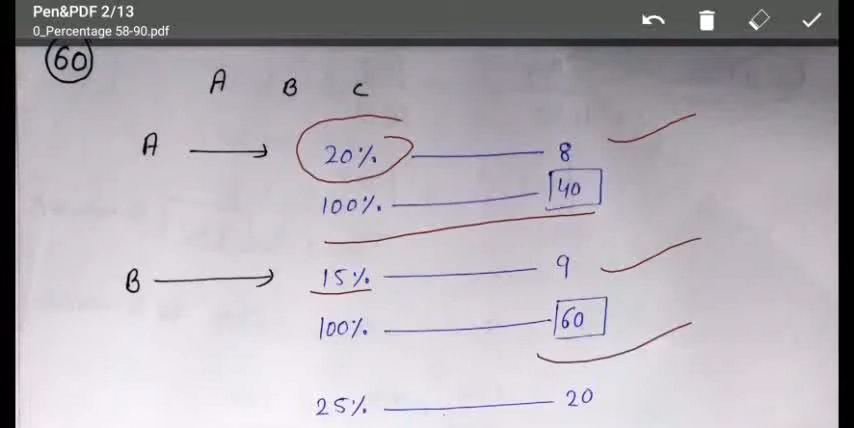 Pen&PDF 2/13
0_Percentage 58-90.pdf
60
A B C
A → 20% — 8
100% — 40
B → 15% — 9
100% — 60
25% — 20